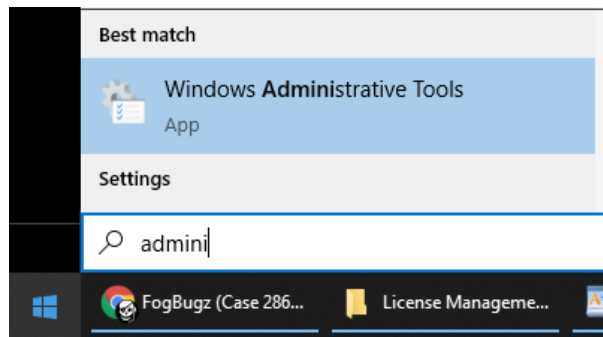 Best match
Windows Administrative Tools
App
Settings
admini
FogBugz (Case 286...
License Manageme...